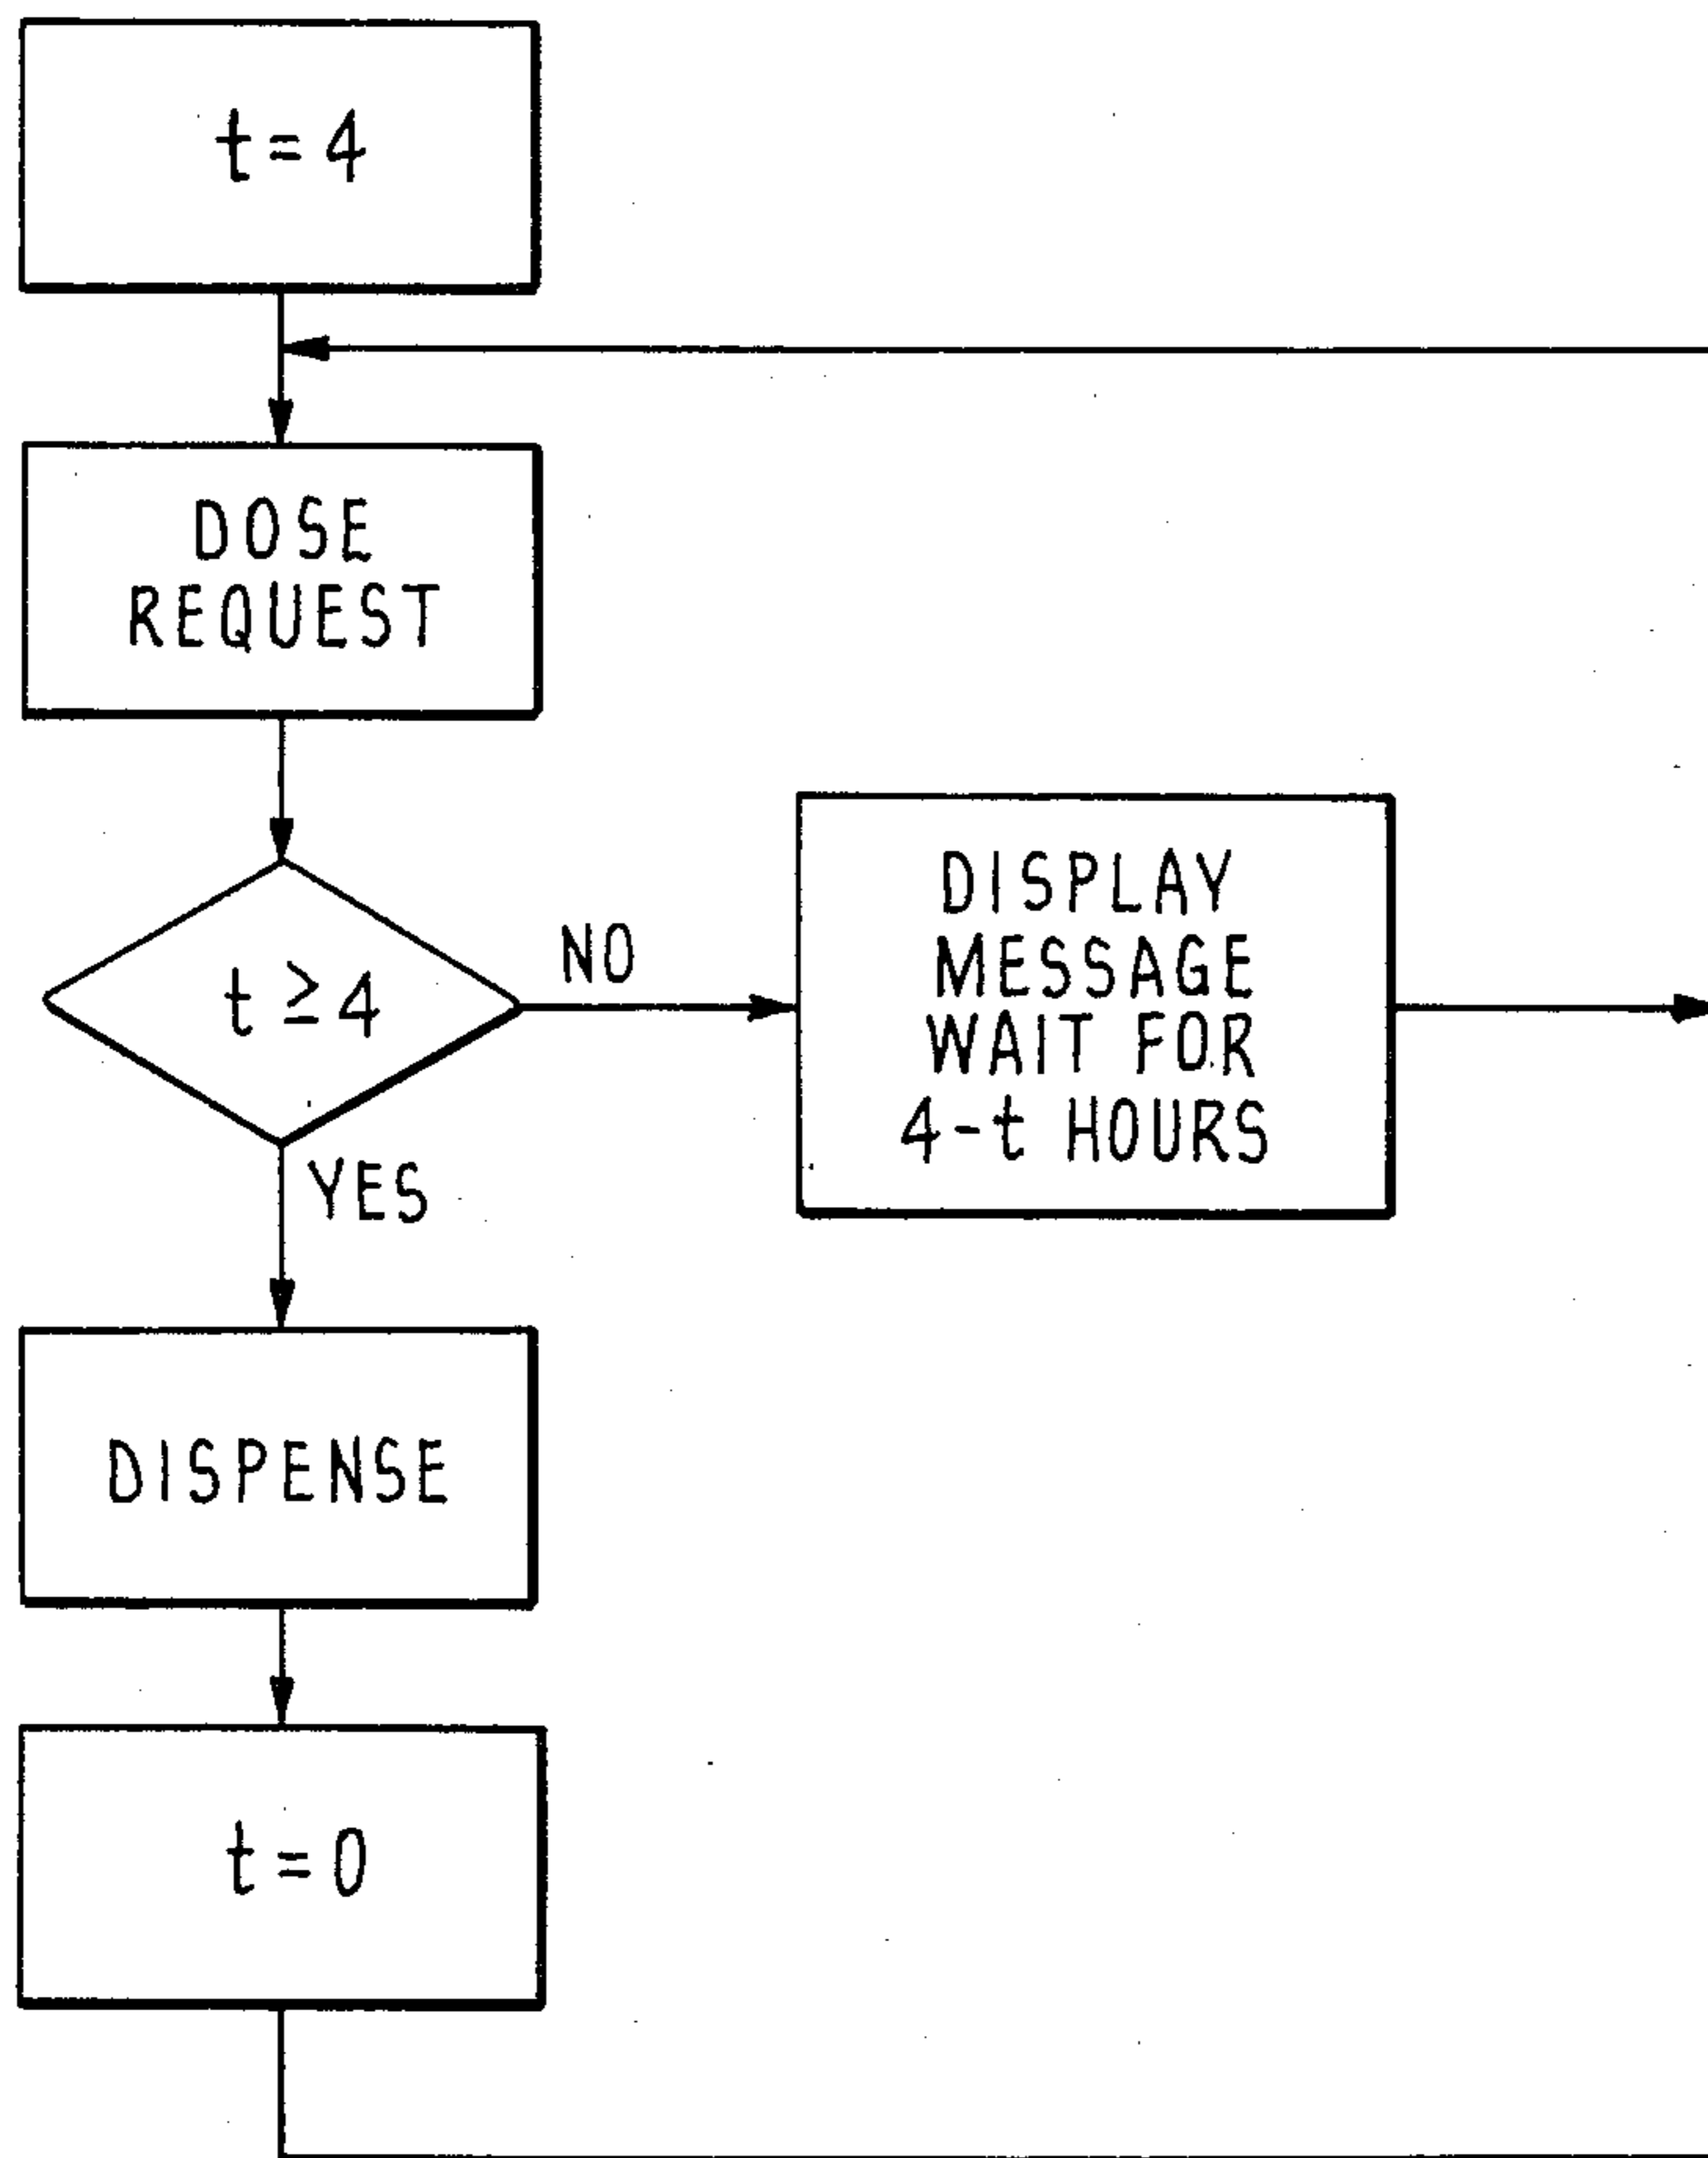 t=4
DOSE
REQUEST
t≥4
NO
DISPLAY
MESSAGE
WAIT FOR
4-t HOURS
YES
DISPENSE
t=0